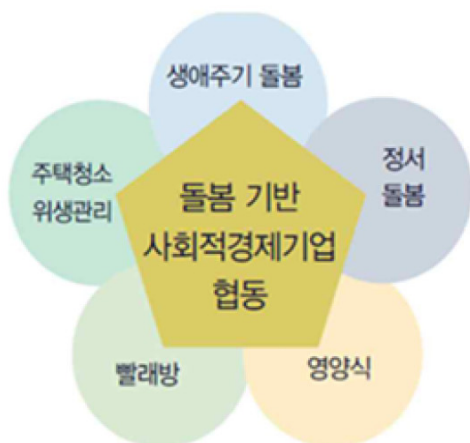 생애주기 돌봄
정서
돌봄
주택청소
위생관리
돌봄 기반
사회적경제기업
협동
빨래방
영양식